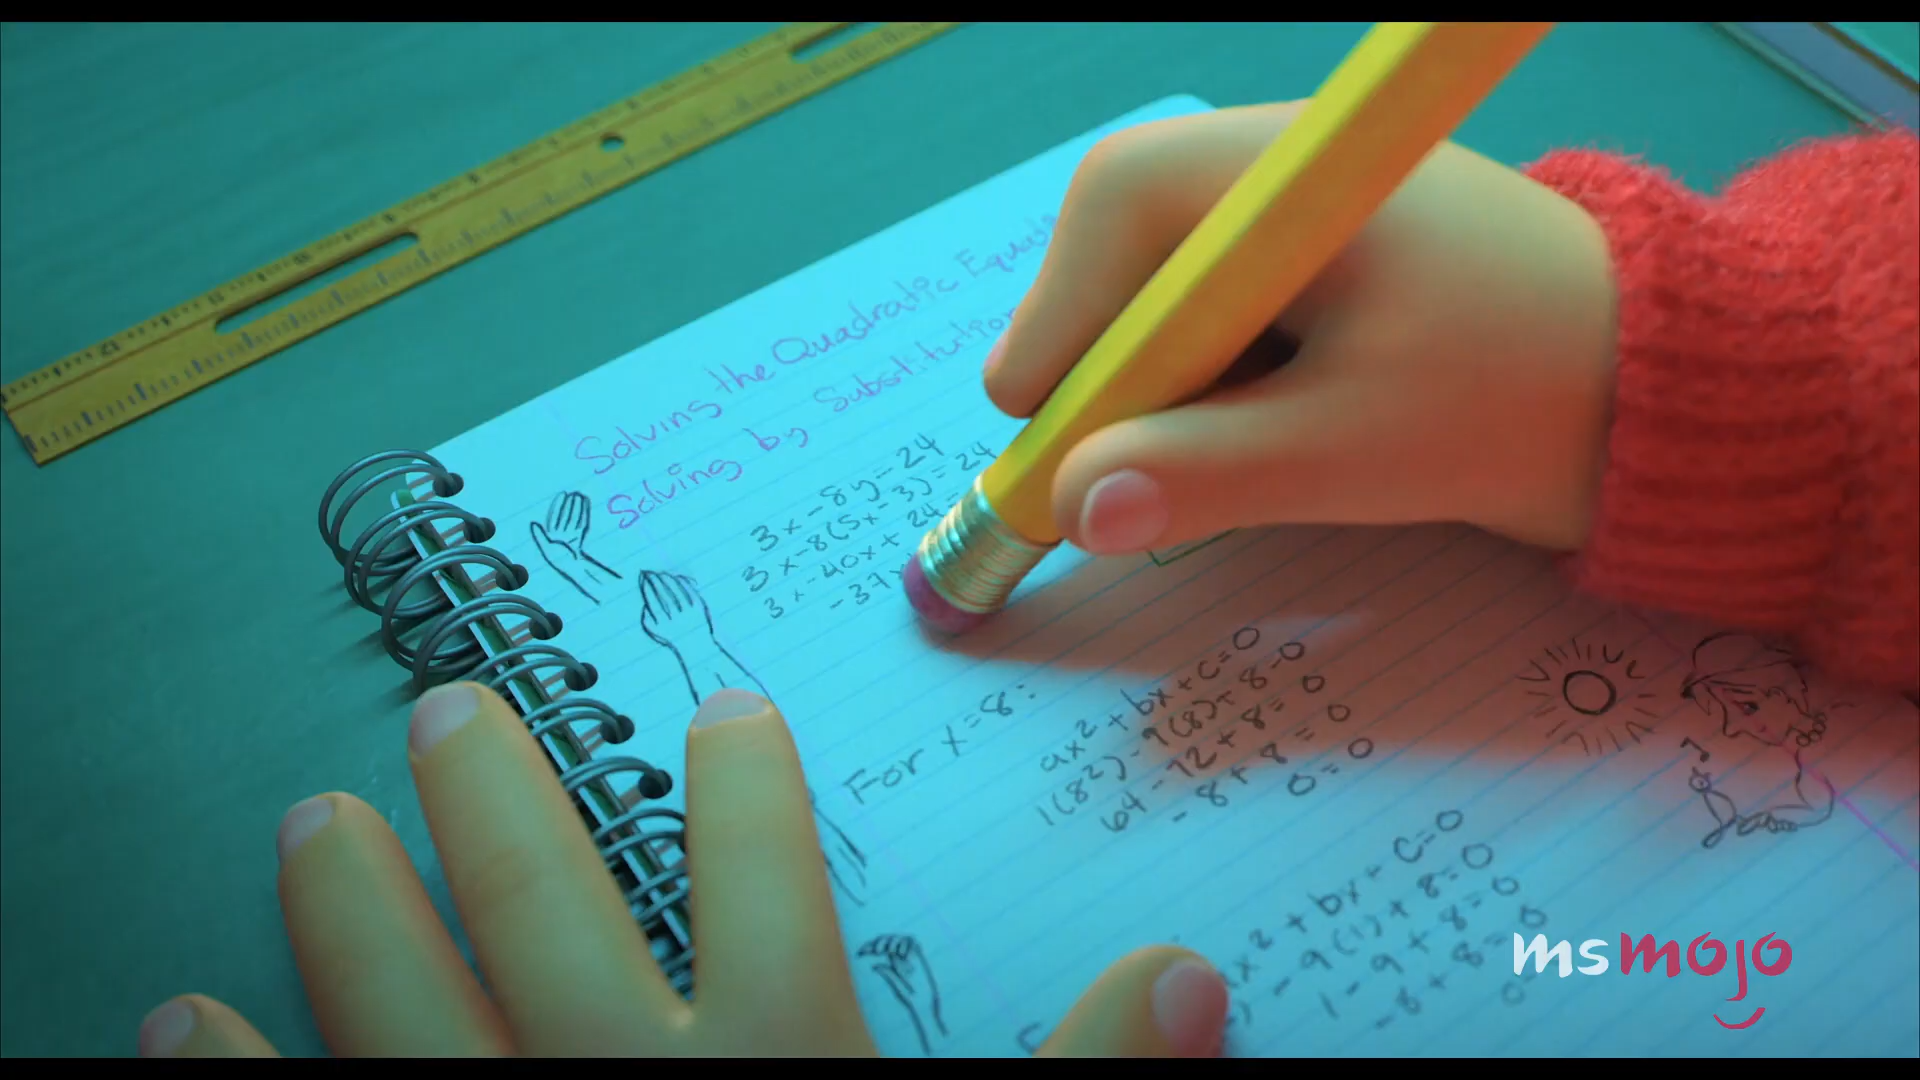 Solving the Quadratic
Solving by Substitution
3x - 8y = 24
3x - 8(5x - 3) = 24
3x - 40x + 24
- 37x
For x = 8:
ax² + bx + c = 0
1(8²) - 9(8) + 8 = 0
64 - 72 + 8 = 0
- 8 + 8 = 0
0 = 0
x² + bx + c = 0
- 9(1) + 8 = 0
1 - 9 + 8 = 0
- 8 + 8 = 0
msmojo